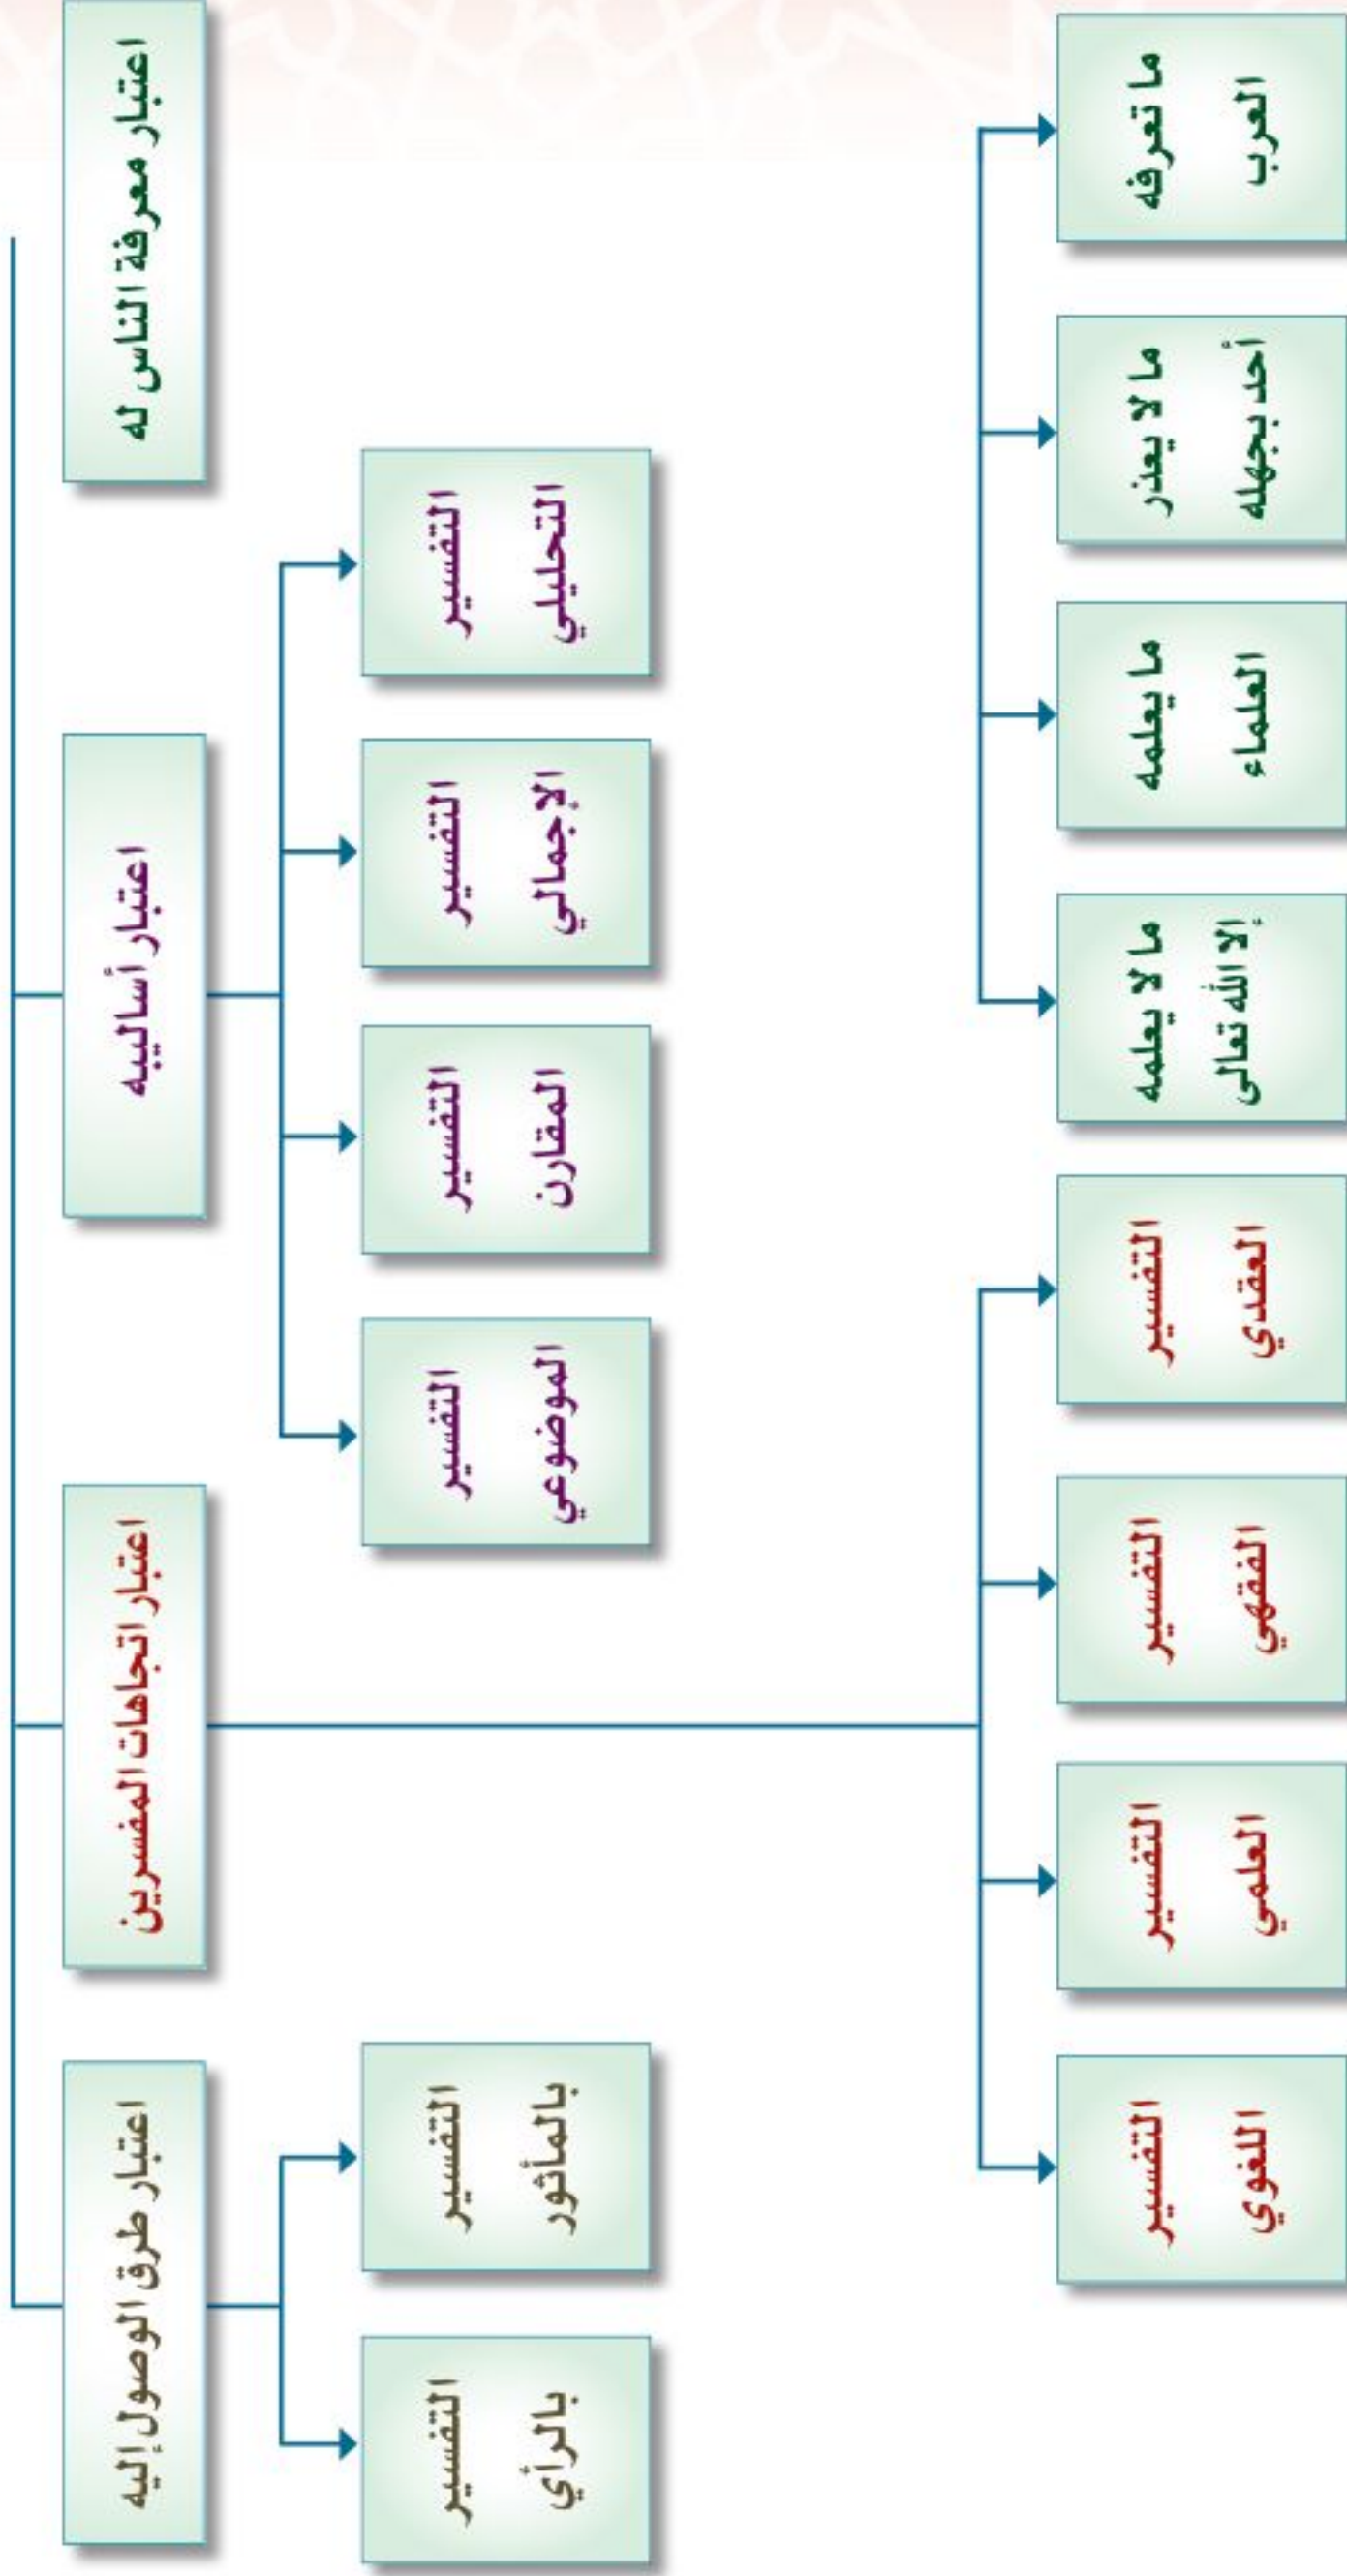 اعتبار معرفة الناس له
اعتبار أساليبه
اعتبار اتجاهات المفسرين
اعتبار طرق الوصول إليه
التفسير
التحليلي
التفسير
الإجمالي
التفسير
المقارن
التفسير
الموضوعي
التفسير
بالمأثور
التفسير
بالرأي
ما تعرفه
العرب
ما لا يعذر
أحد بجهله
ما يعلمه
العلماء
ما لا يعلمه
إلا الله تعالى
التفسير
العقدي
التفسير
الفقهي
التفسير
العلمي
التفسير
اللغوي